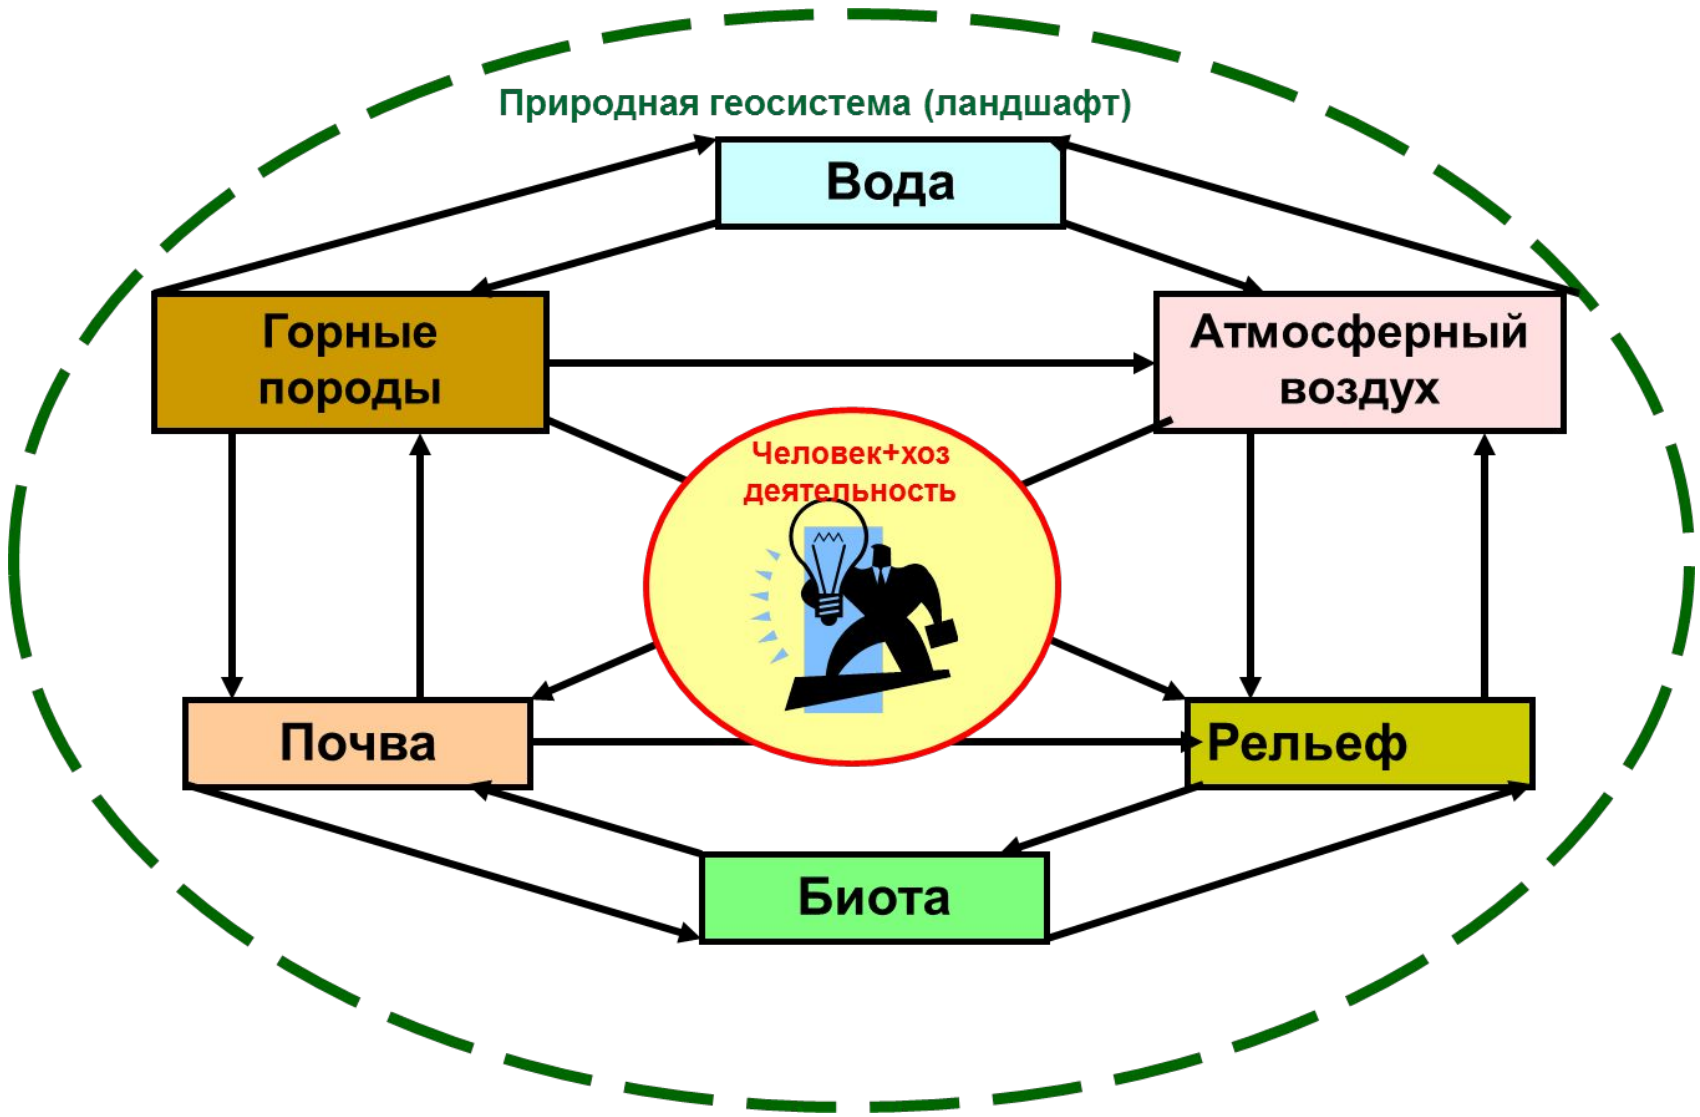 Природная геосистема (ландшафт)
Вода
Горные
породы
Атмосферный
воздух
Человек+хоз
деятельность
Почва
Рельеф
Биота